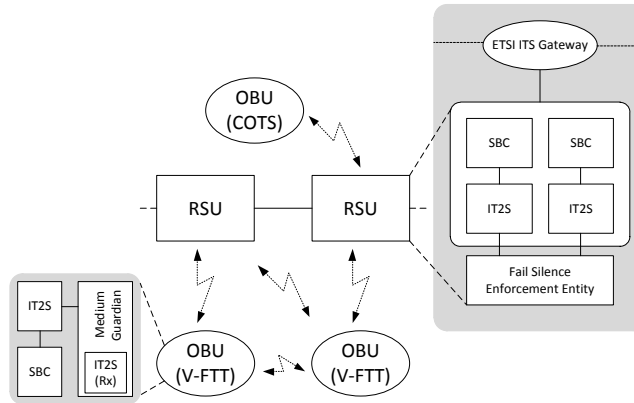 ETSI ITS Gateway
OBU
(COTS)
SBC
SBC
RSU
RSU
IT2S
IT2S
Fail Silence
Enforcement Entity
IT2S
Medium
Guardian
SBC
IT2S
(Rx)
OBU
(V-FTT)
OBU
(V-FTT)